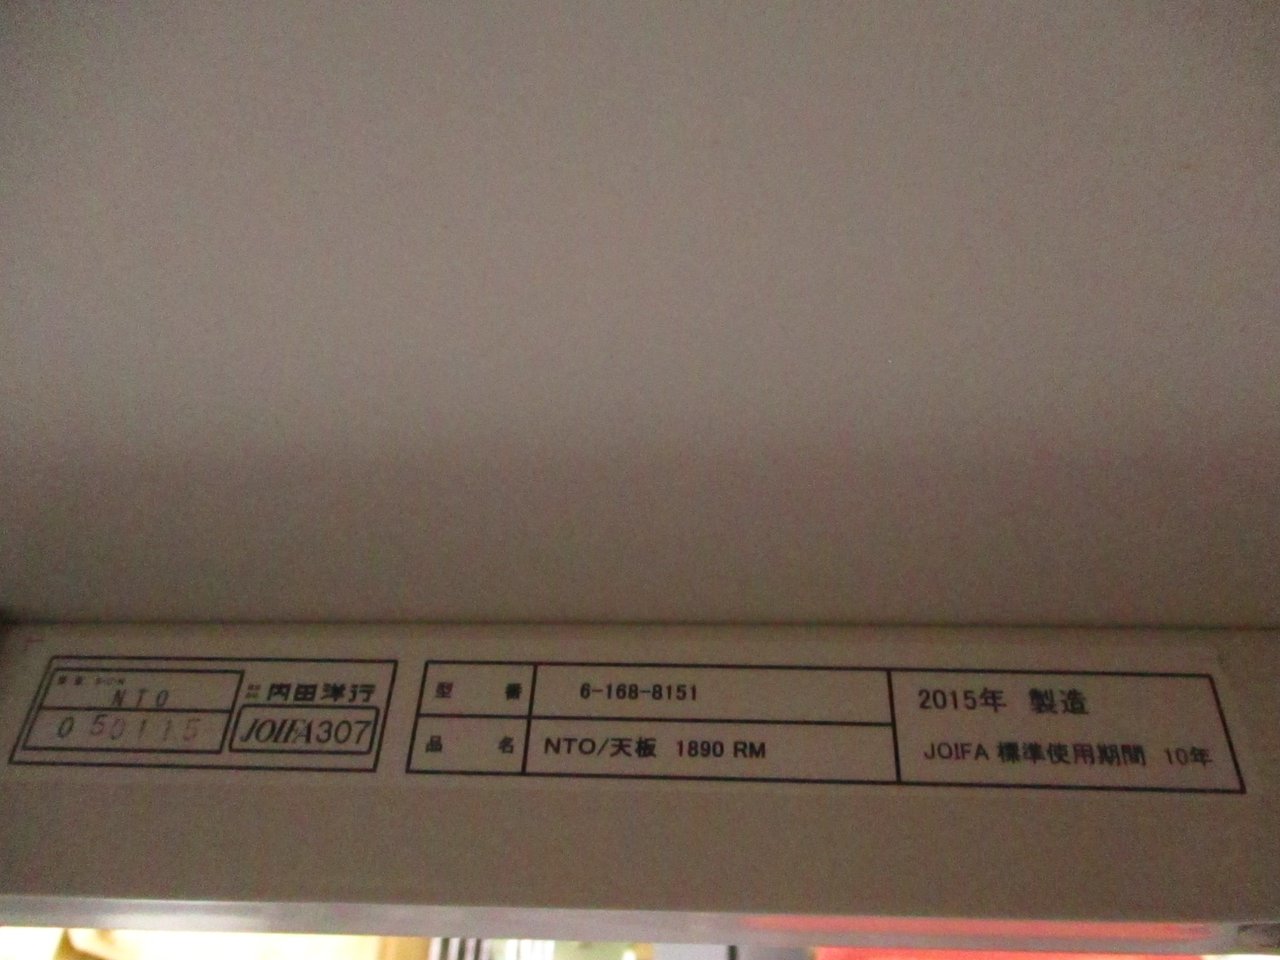 NTO
050115
内田洋行
JOIFA307
型番 6-168-8151
品名 NTO/天板 1890 RM
2015年 製造
JOIFA 標準使用期間 10年